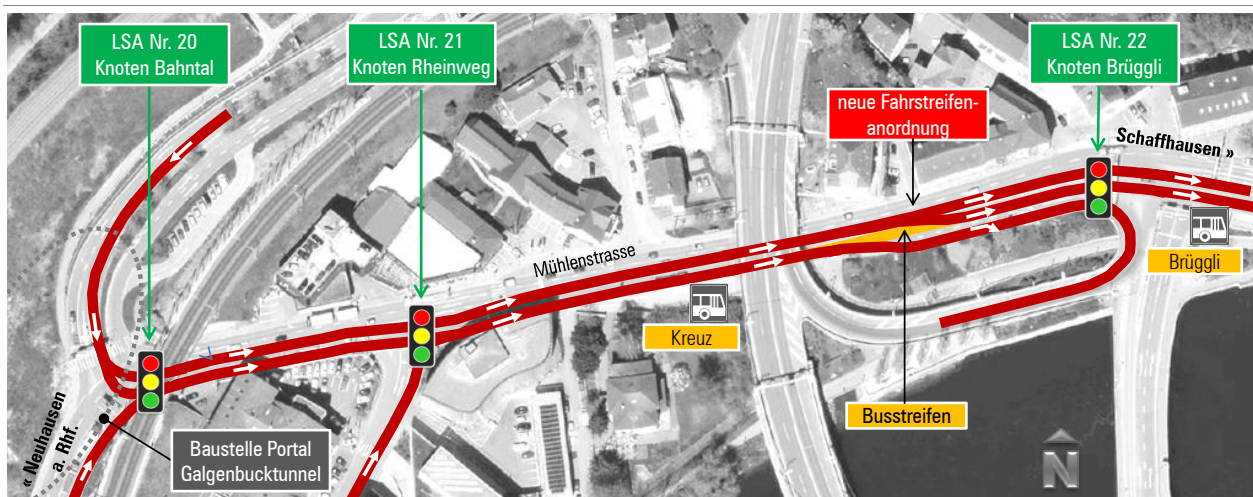 LSA Nr. 20
Knoten Bahntal
LSA Nr. 21
Knoten Rheinweg
LSA Nr. 22
Knoten Brüggli
neue Fahrstreifen-
anordnung
Schaffhausen »
Mühlenstrasse
Brüggli
Kreuz
Busstreifen
« Neuhausen
a. Rhf.
Baustelle Portal
Galgenbucktunnel
N